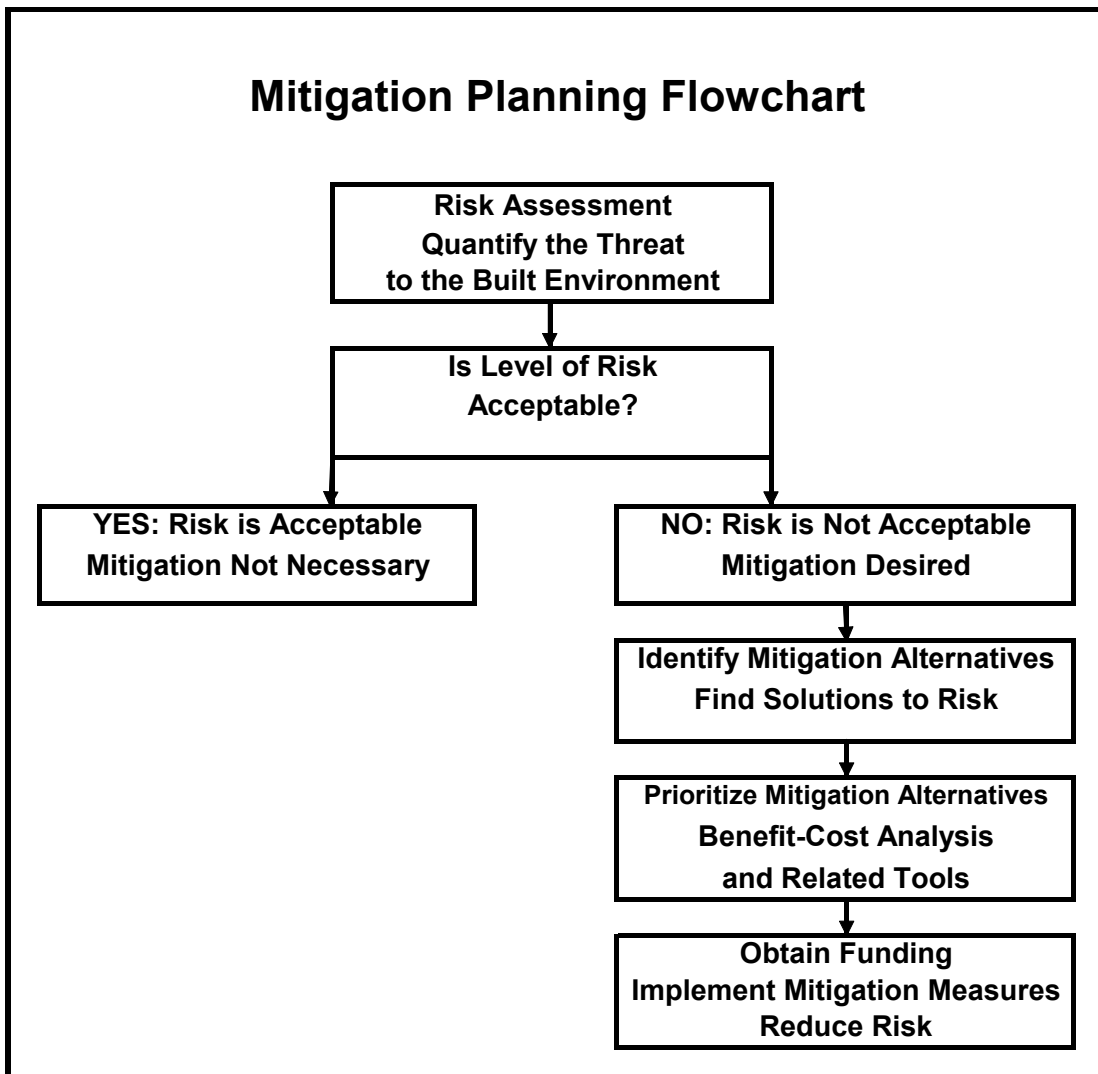 Mitigation Planning Flowchart
Risk Assessment
Quantify the Threat
to the Built Environment
Is Level of Risk
Acceptable?
YES: Risk is Acceptable
Mitigation Not Necessary
NO: Risk is Not Acceptable
Mitigation Desired
Identify Mitigation Alternatives
Find Solutions to Risk
Prioritize Mitigation Alternatives
Benefit-Cost Analysis
and Related Tools
Obtain Funding
Implement Mitigation Measures
Reduce Risk